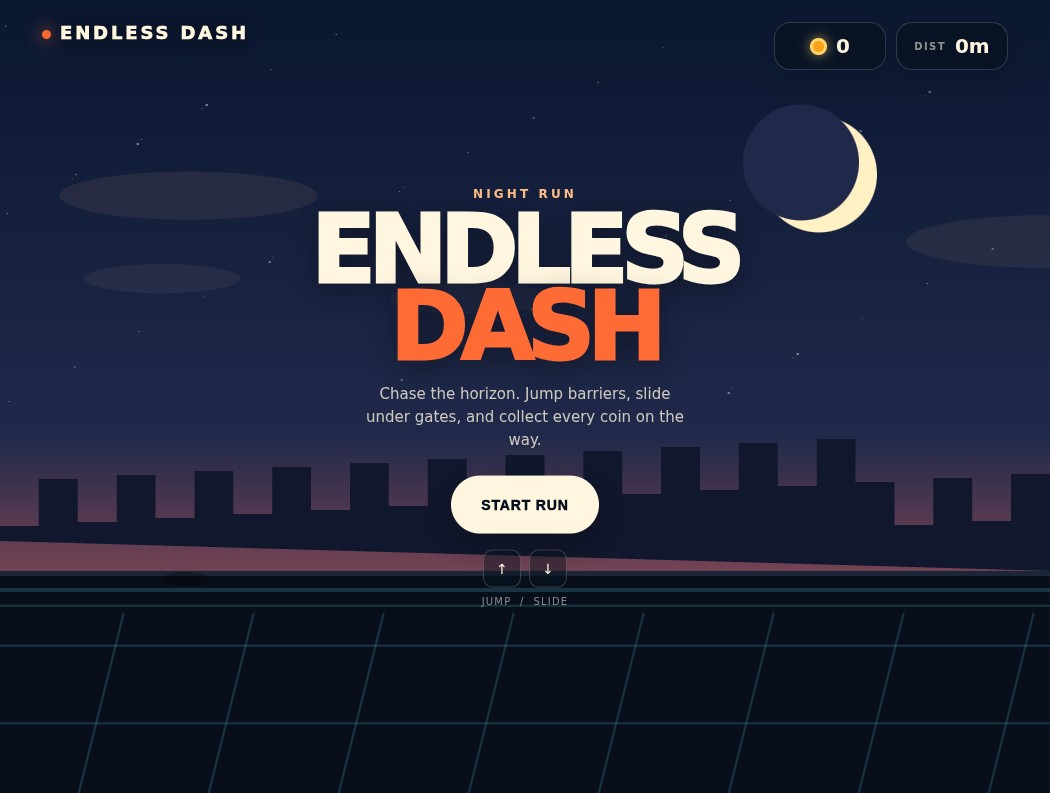 ENDLESS DASH
0
DIST 0m
NIGHT RUN
ENDLESS
DASH
Chase the horizon. Jump barriers, slide
under gates, and collect every coin on the
way.
START RUN
↑ ↓
JUMP / SLIDE